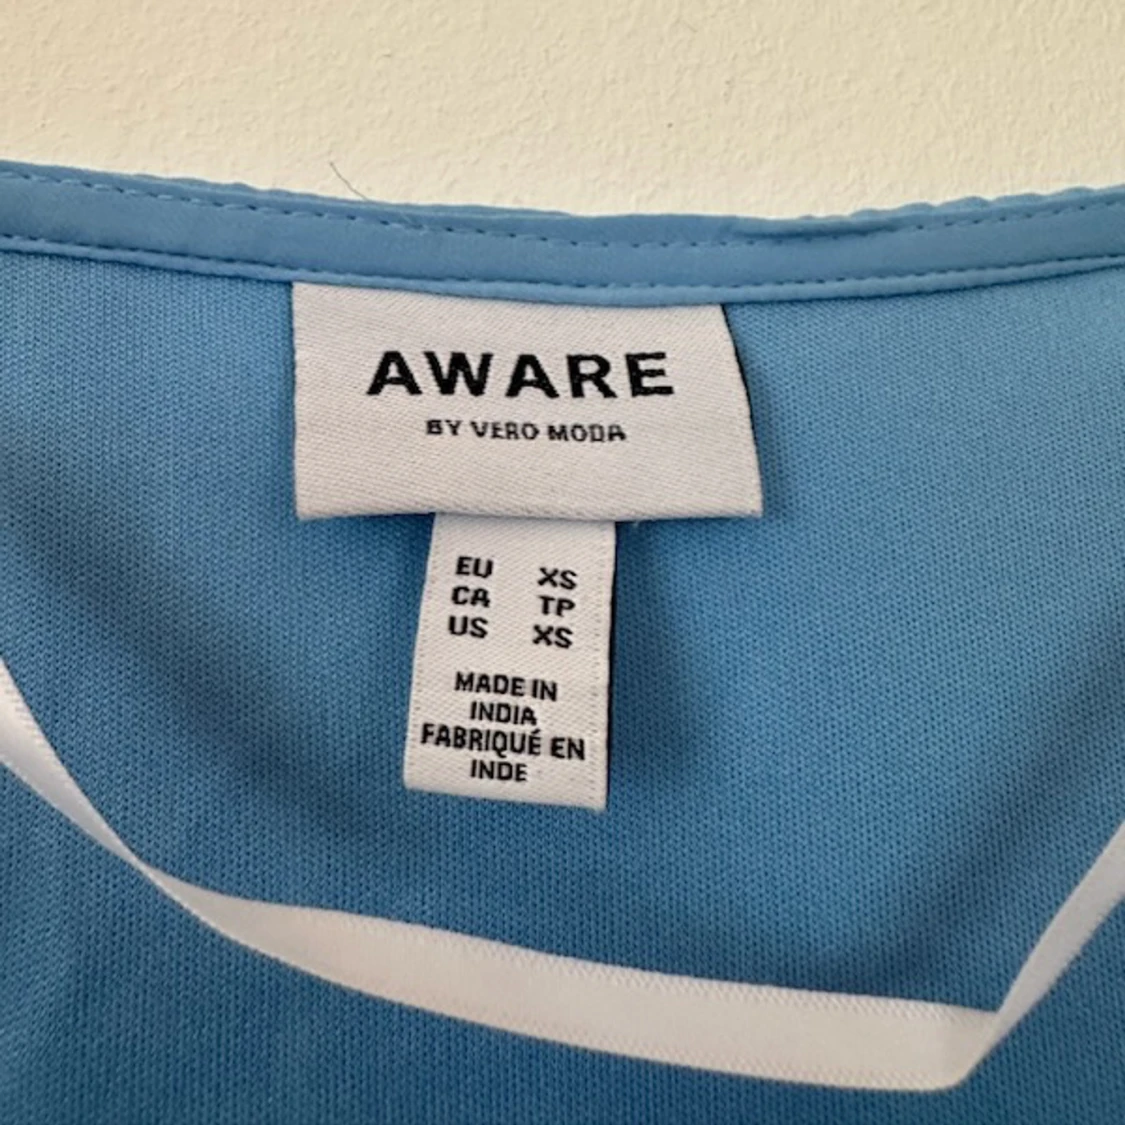 AWARE
BY VERO MODA
EU XS
CA TP
US XS
MADE IN
INDIA
FABRIQUÉ EN
INDE